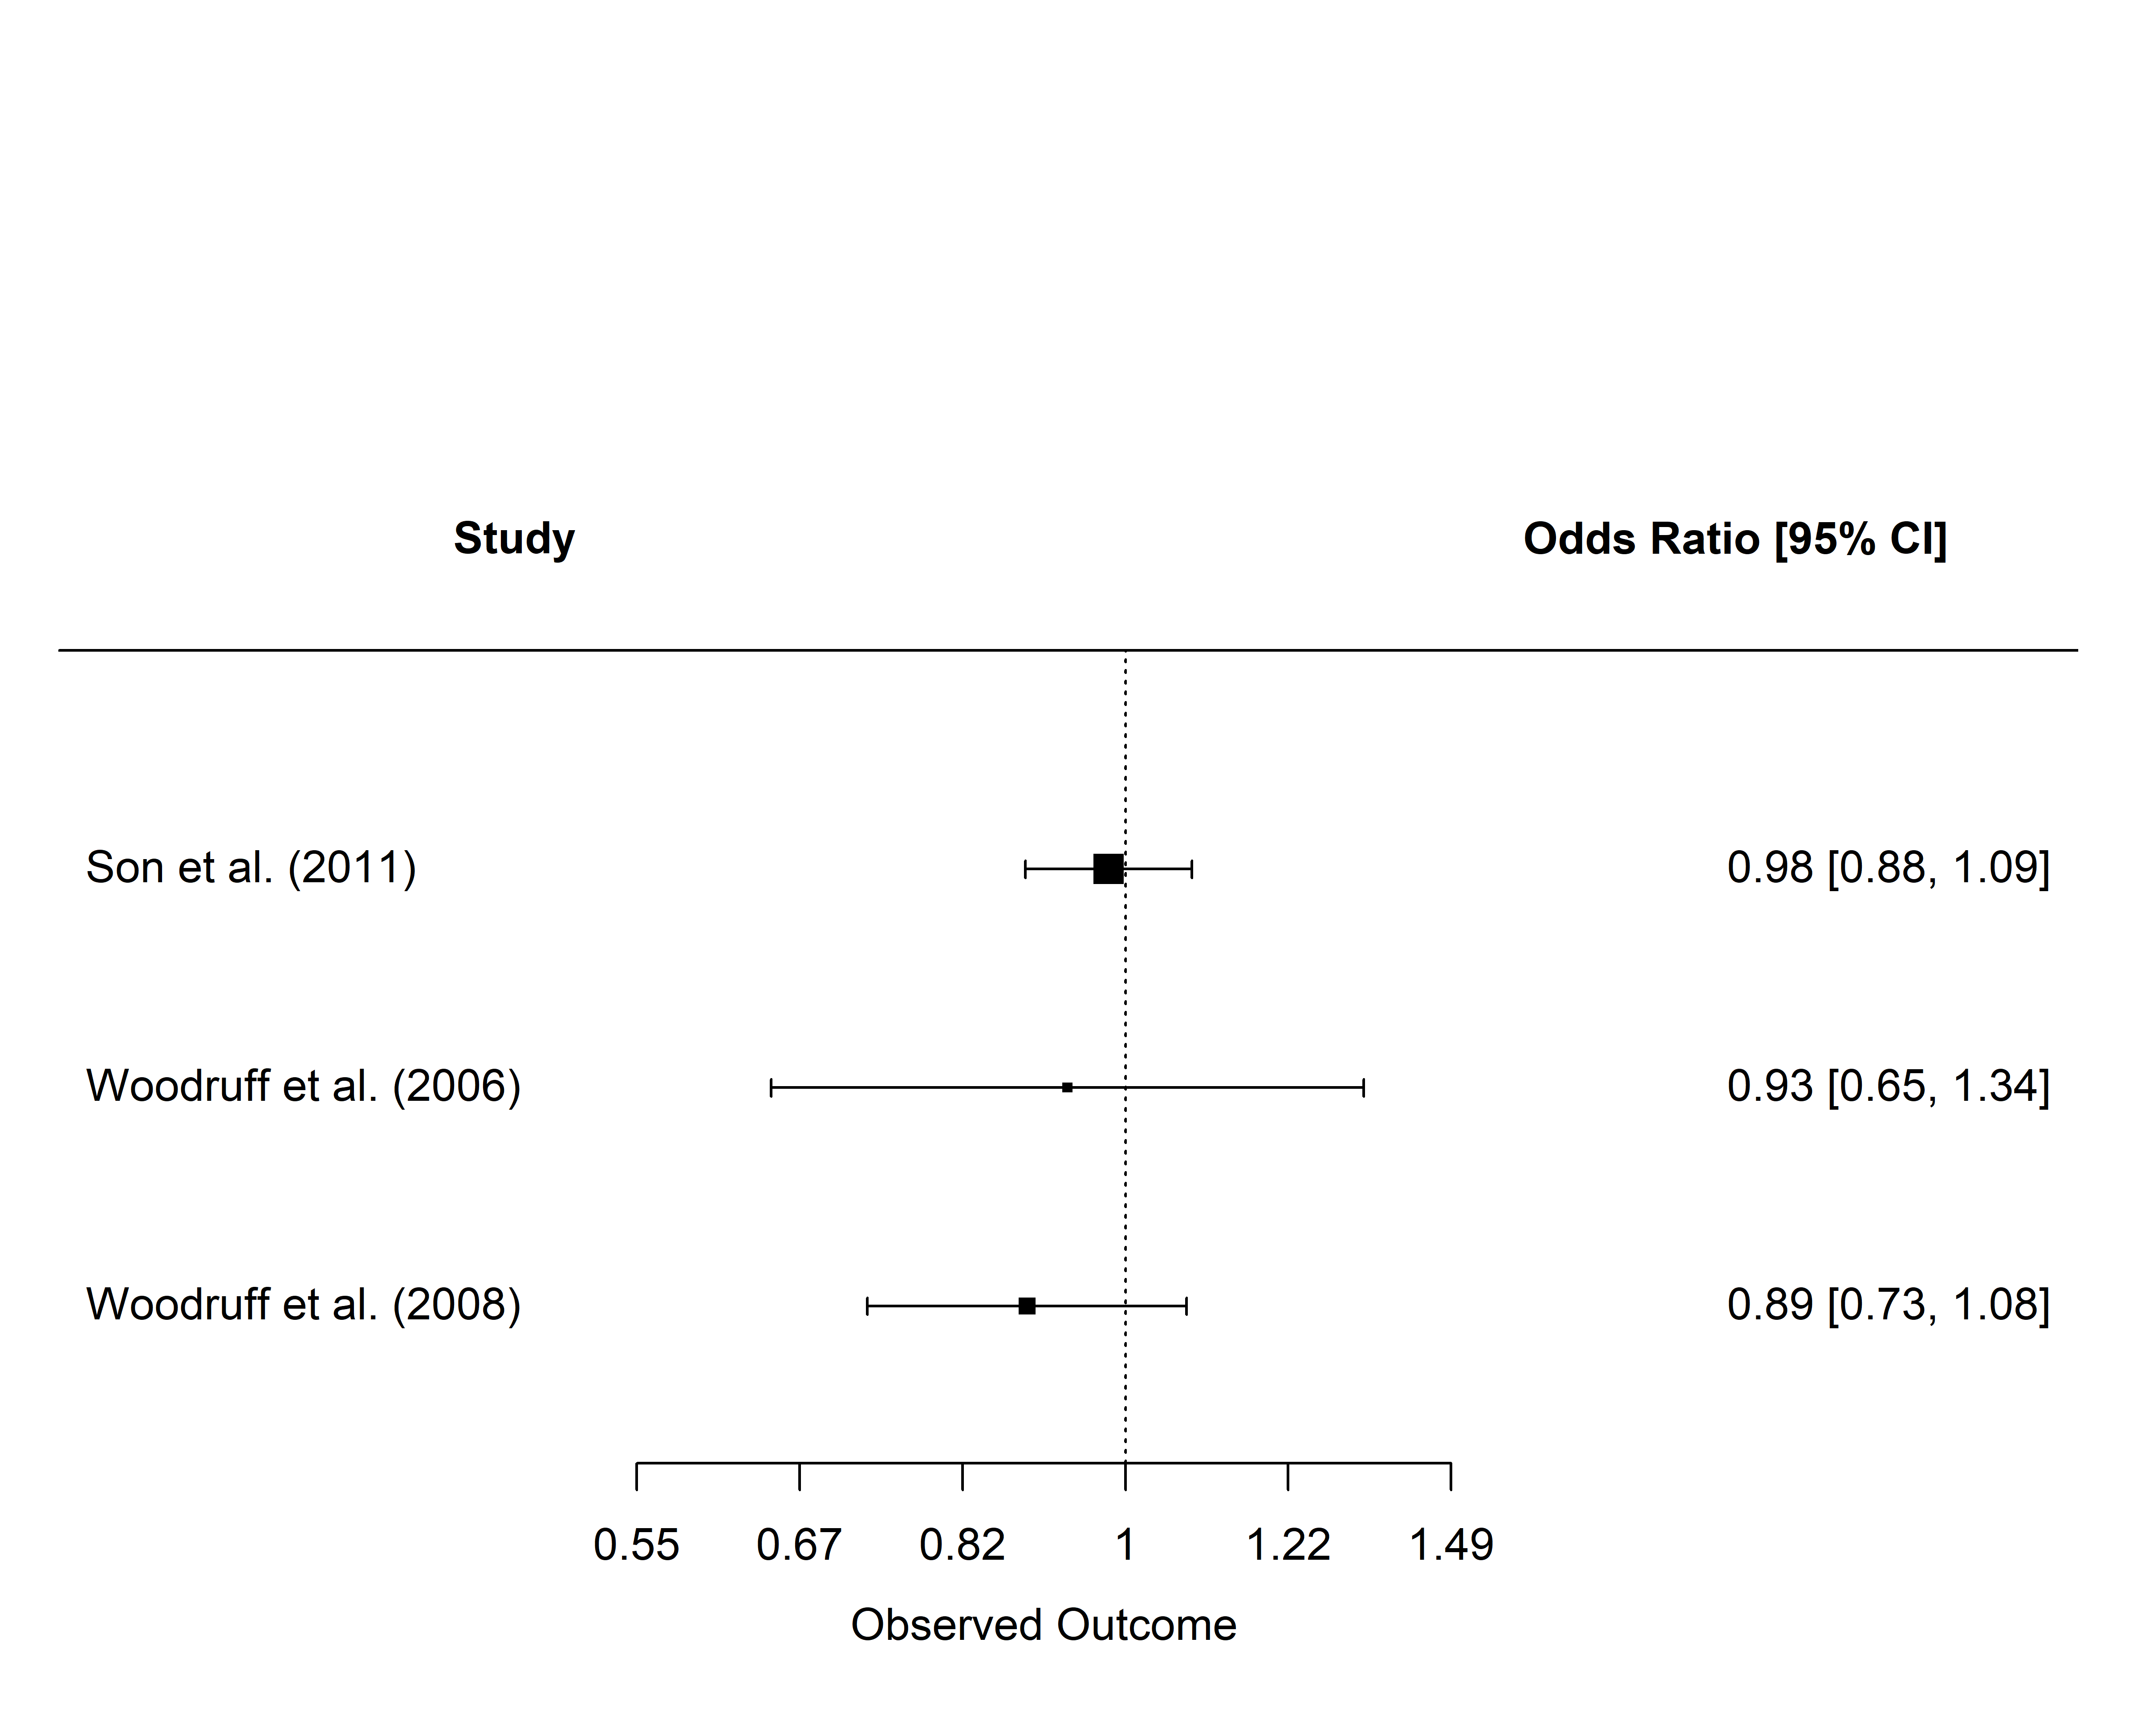 Study Odds Ratio [95% CI]
Son et al. (2011) 0.98 [0.88, 1.09]
Woodruff et al. (2006) 0.93 [0.65, 1.34]
Woodruff et al. (2008) 0.89 [0.73, 1.08]
0.55 0.67 0.82 1 1.22 1.49
Observed Outcome